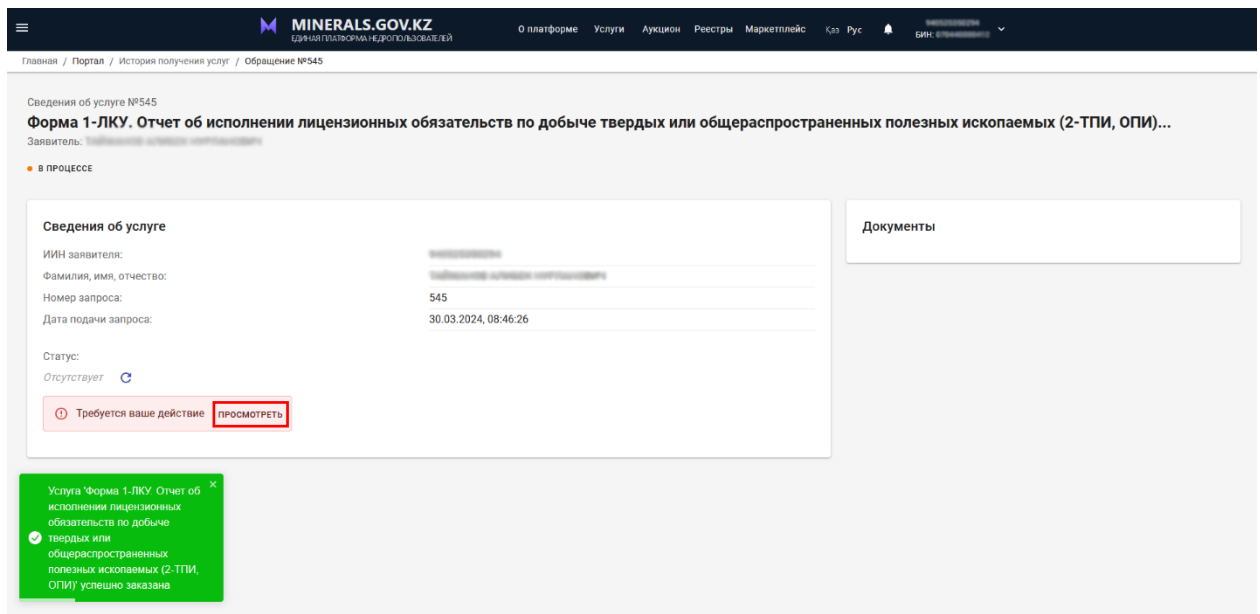 MINERALS.GOV.KZ
ЕДИНАЯ ПЛАТФОРМА НЕДРОПОЛЬЗОВАТЕЛЕЙ
О платформе Услуги Аукцион Реестры Маркетплейс Қаз Рус
БИН:
Главная / Портал / История получения услуг / Обращение №545
Сведения об услуге №545
Форма 1-ЛКУ. Отчет об исполнении лицензионных обязательств по добыче твердых или общераспространенных полезных ископаемых (2-ТПИ, ОПИ)...
Заявитель:
В ПРОЦЕССЕ
Сведения об услуге
ИИН заявителя:
Фамилия, имя, отчество:
Номер запроса: 545
Дата подачи запроса: 30.03.2024, 08:46:26
Статус:
Отсутствует
Требуется ваше действие ПРОСМОТРЕТЬ
Документы
Услуга 'Форма 1-ЛКУ. Отчет об
исполнении лицензионных
обязательств по добыче
твердых или
общераспространенных
полезных ископаемых (2-ТПИ,
ОПИ)' успешно заказана